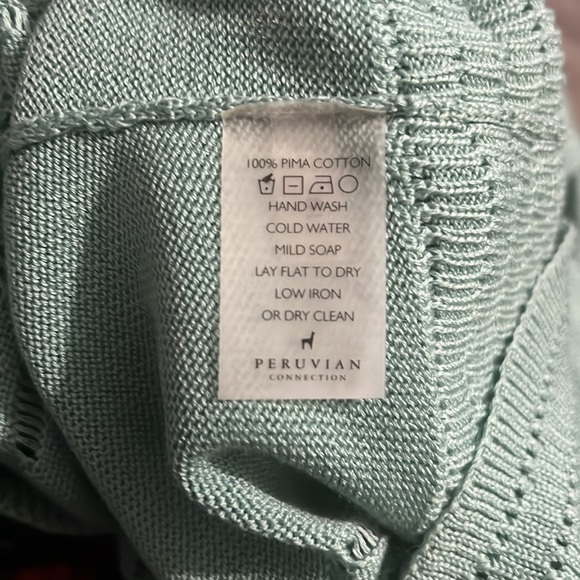 100% PIMA COTTON
HAND WASH
COLD WATER
MILD SOAP
LAY FLAT TO DRY
LOW IRON
OR DRY CLEAN
PERUVIAN
CONNECTION